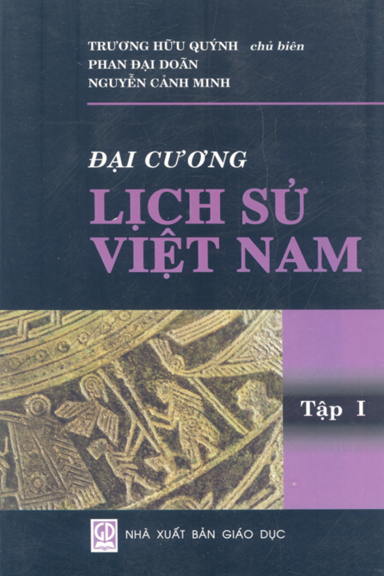 TRƯƠNG HỮU QUÝNH chủ biên
PHAN ĐẠI DOÃN
NGUYỄN CẢNH MINH
ĐẠI CƯƠNG
LỊCH SỬ
VIỆT NAM
Tập I
GD
NHÀ XUẤT BẢN GIÁO DỤC